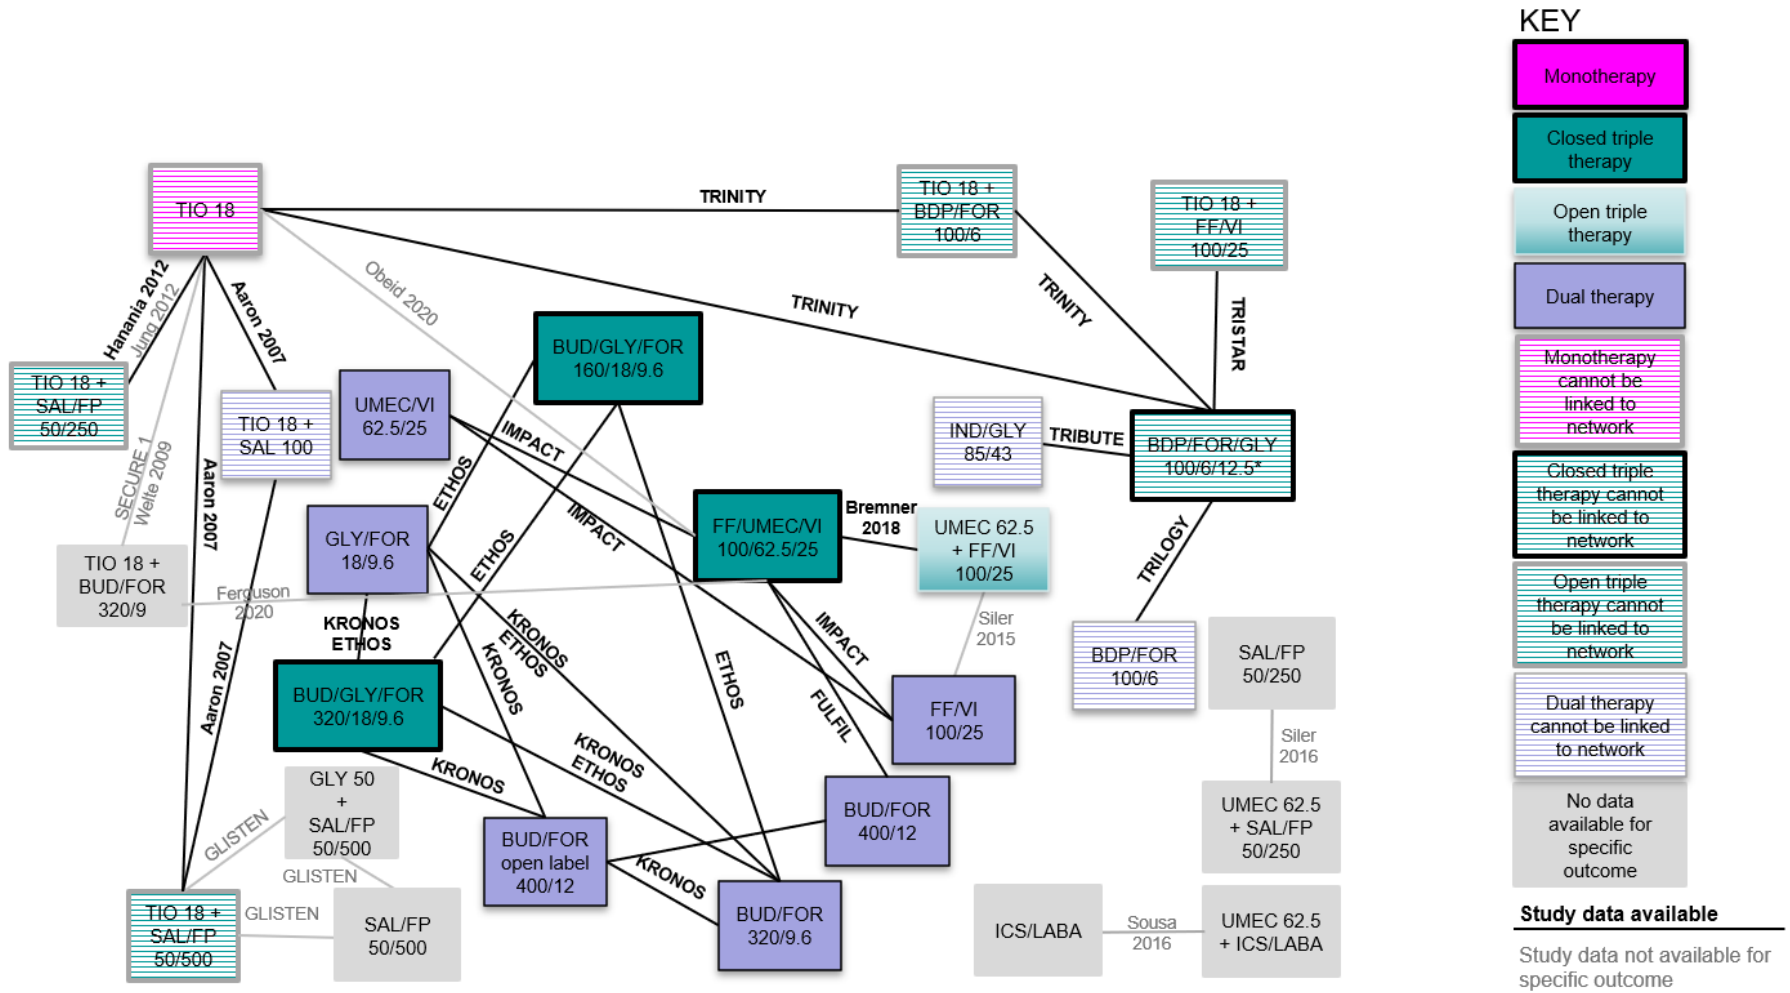 KEY
Monotherapy
Closed triple
therapy
Open triple
therapy
Dual therapy
Monotherapy
cannot be
linked to
network
Closed triple
therapy cannot
be linked to
network
Open triple
therapy cannot
be linked to
network
Dual therapy
cannot be linked
to network
No data
available for
specific
outcome
Study data available
Study data not available for
specific outcome
TIO 18
TRINITY
TIO 18 +
BDP/FOR
100/6
TIO 18 +
FF/VI
100/25
Hanania 2012
Jung 2012
Aaron 2007
Obeid 2020
TRINITY
TRINITY
TRISTAR
TIO 18 +
SAL/FP
50/250
TIO 18 +
SAL 100
UMEC/VI
62.5/25
BUD/GLY/FOR
160/18/9.6
IND/GLY
85/43
TRIBUTE
BDP/FOR/GLY
100/6/12.5*
SECURE 1
Welte 2009
Aaron 2007
ETHOS
IMPACT
IMPACT
ETHOS
GLY/FOR
18/9.6
FF/UMEC/VI
100/62.5/25
Bremner
2018
UMEC 62.5
+ FF/VI
100/25
TRILOGY
TIO 18 +
BUD/FOR
320/9
Ferguson
2020
KRONOS
ETHOS
KRONOS
KRONOS
ETHOS
ETHOS
IMPACT
FULFIL
Siler
2015
BDP/FOR
100/6
SAL/FP
50/250
Aaron 2007
BUD/GLY/FOR
320/18/9.6
FF/VI
100/25
Siler
2016
KRONOS
KRONOS
ETHOS
GLY 50
+
SAL/FP
50/500
BUD/FOR
open label
400/12
BUD/FOR
400/12
UMEC 62.5
+ SAL/FP
50/250
GLISTEN
GLISTEN
KRONOS
TIO 18 +
SAL/FP
50/500
GLISTEN
SAL/FP
50/500
BUD/FOR
320/9.6
ICS/LABA
Sousa
2016
UMEC 62.5
+ ICS/LABA